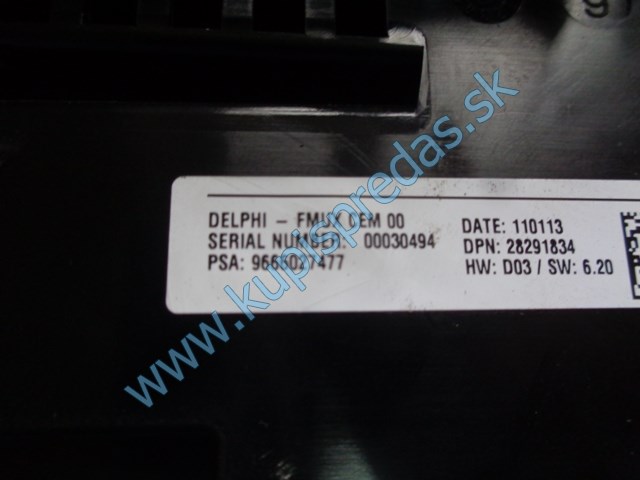 DELPHI - FMUX CEM 00
SERIAL NUMBER: 00030494
PSA: 9665027477
DATE: 110113
DPN: 28291834
HW: D03 / SW: 6.20
www.kupispredas.sk